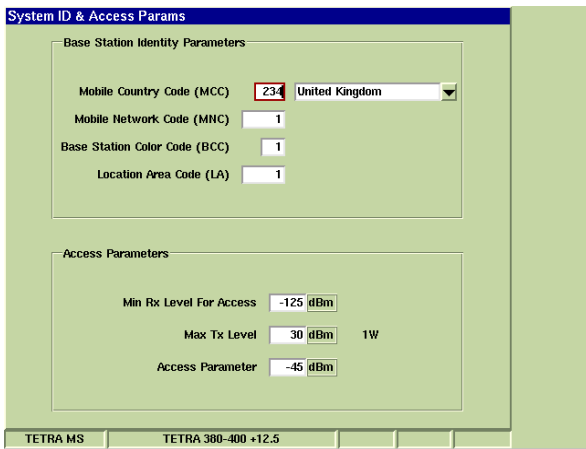 System ID & Access Params
Base Station Identity Parameters
Mobile Country Code (MCC) 234 United Kingdom
Mobile Network Code (MNC) 1
Base Station Color Code (BCC) 1
Location Area Code (LA) 1
Access Parameters
Min Rx Level For Access -125 dBm
Max Tx Level 30 dBm 1W
Access Parameter -45 dBm
TETRA MS TETRA 380-400 +12.5